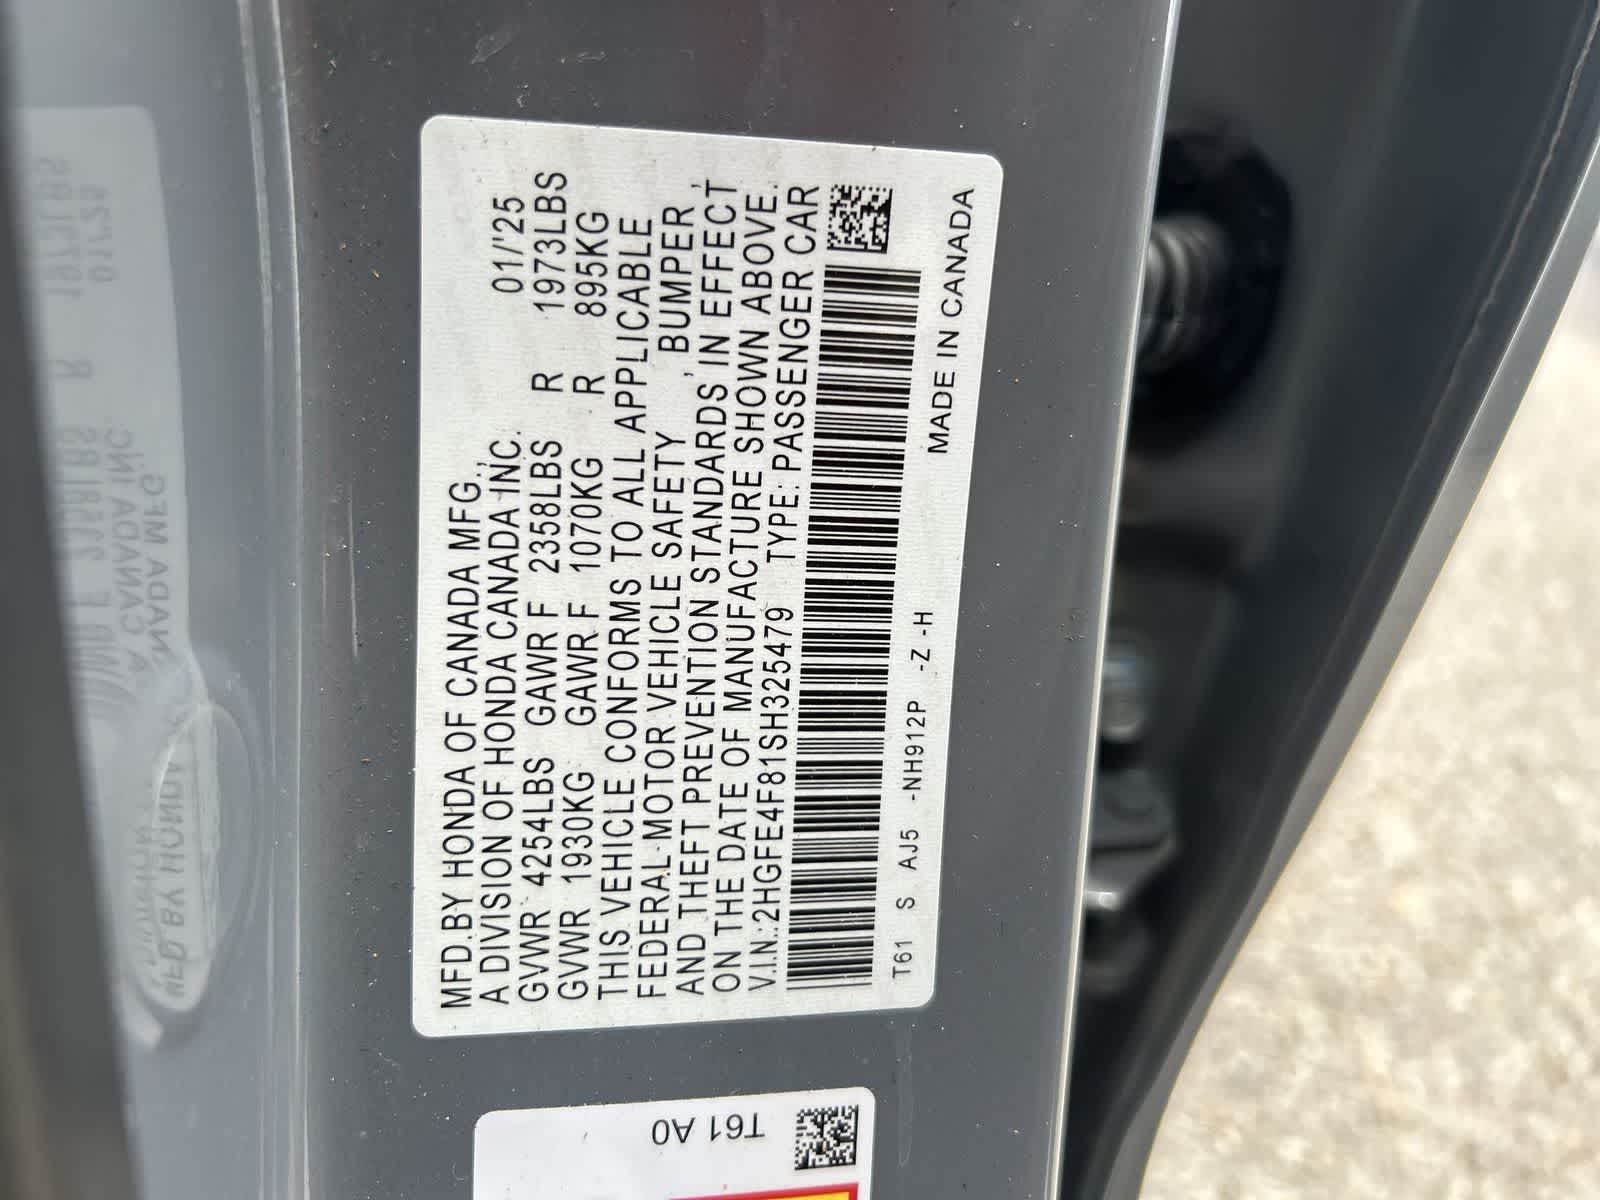 MFD.BY HONDA OF CANADA MFG.,
A DIVISION OF HONDA CANADA INC. 01/'25
GVWR 4254LBS GAWR F 2358LBS R 1973LBS
GVWR 1930KG GAWR F 1070KG R 895KG
THIS VEHICLE CONFORMS TO ALL APPLICABLE
FEDERAL MOTOR VEHICLE SAFETY , BUMPER ,
AND THEFT PREVENTION STANDARDS IN EFFECT
ON THE DATE OF MANUFACTURE SHOWN ABOVE.
V.I.N.:2HGFE4F81SH325479 TYPE: PASSENGER CAR
T61 S AJ5 -NH912P -Z -H MADE IN CANADA
T61 A0